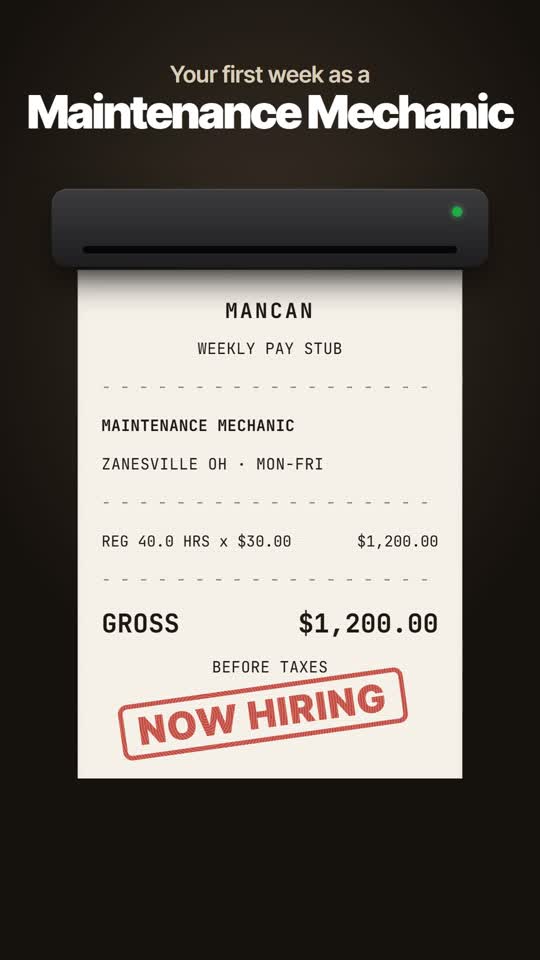 Your first week as a
Maintenance Mechanic
MANCAN
WEEKLY PAY STUB
- - - - - - - - - - - - - - - - - -
MAINTENANCE MECHANIC
ZANESVILLE OH · MON-FRI
- - - - - - - - - - - - - - - - - -
REG 40.0 HRS x $30.00 $1,200.00
- - - - - - - - - - - - - - - - - -
GROSS $1,200.00
BEFORE TAXES
NOW HIRING